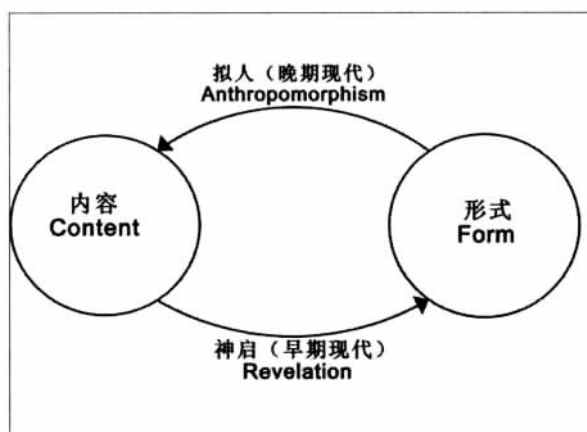 拟人（晚期现代）
Anthropomorphism
内容
Content
形式
Form
神启（早期现代）
Revelation